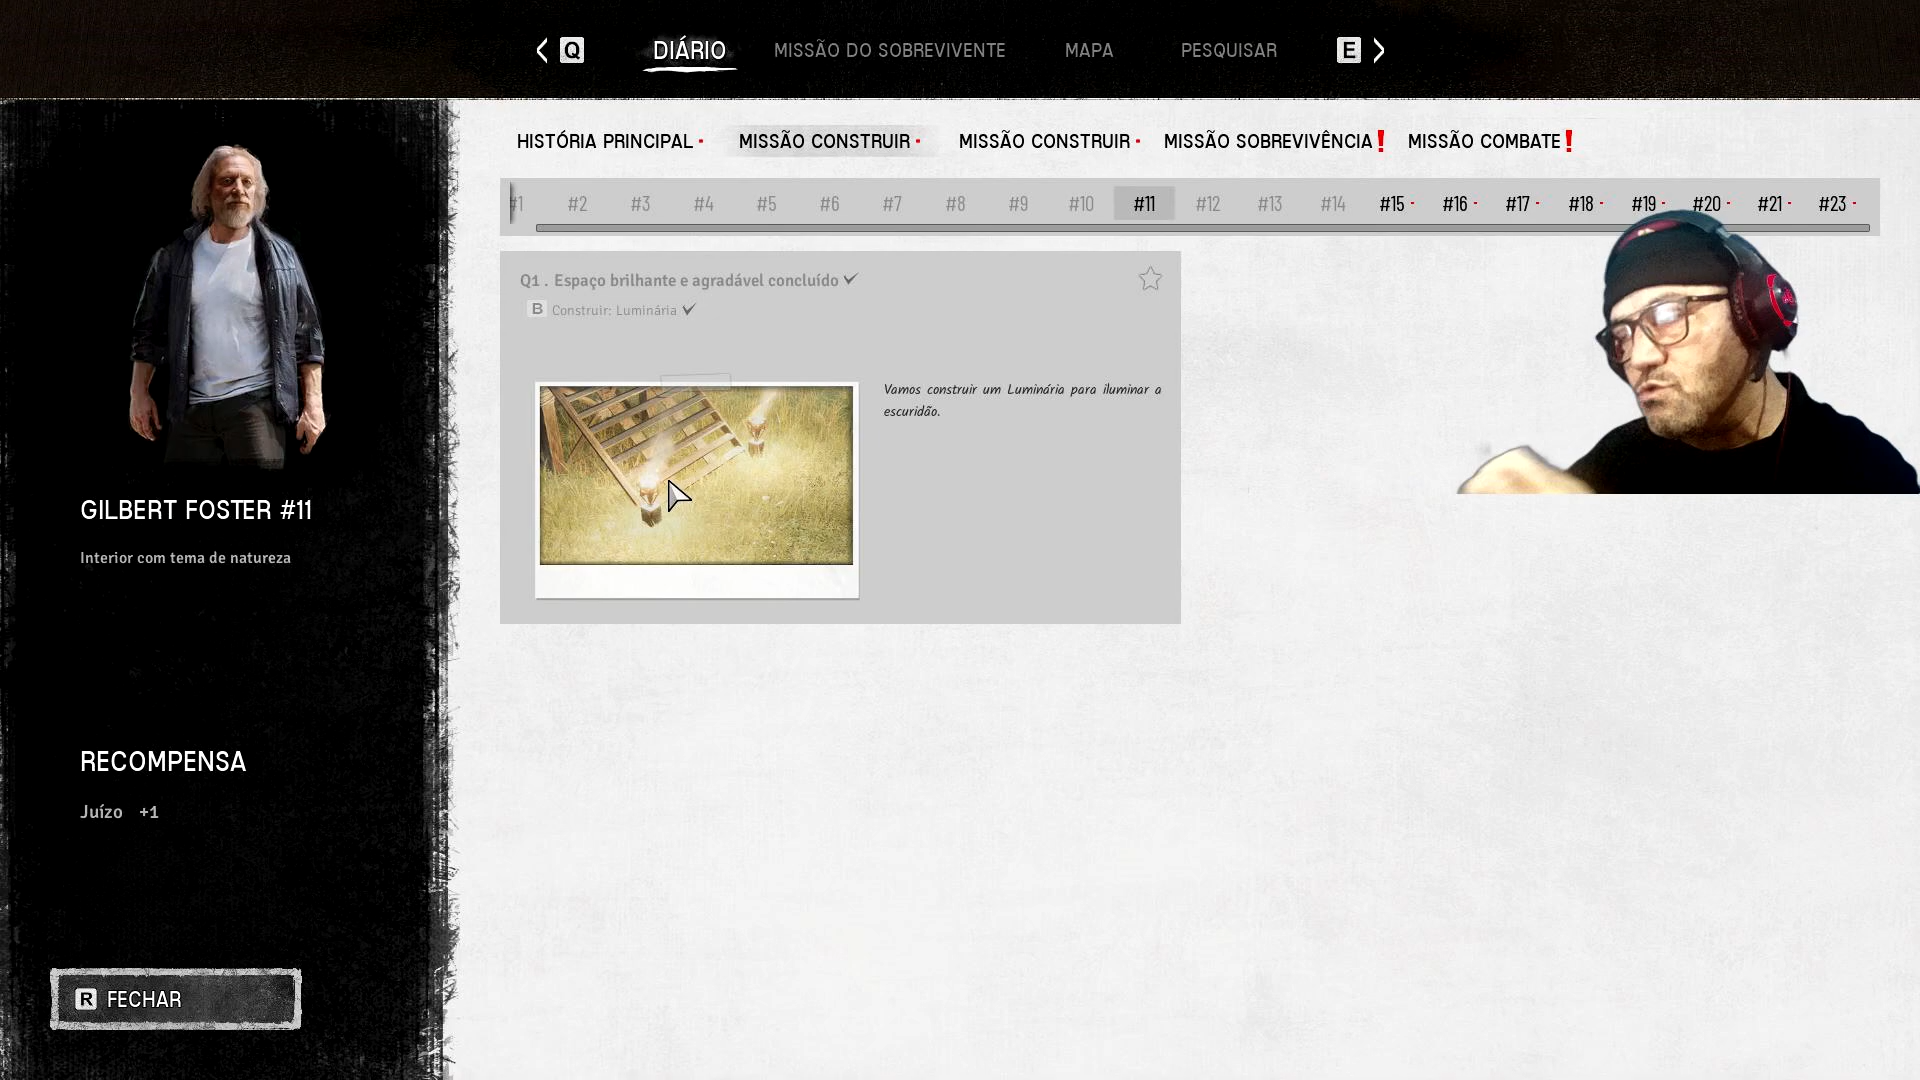 Q DIÁRIO MISSÃO DO SOBREVIVENTE MAPA PESQUISAR E
HISTÓRIA PRINCIPAL MISSÃO CONSTRUIR MISSÃO CONSTRUIR MISSÃO SOBREVIVÊNCIA! MISSÃO COMBATE!
#1 #2 #3 #4 #5 #6 #7 #8 #9 #10 #11 #12 #13 #14 #15 #16 #17 #18 #19 #20 #21 #23
Q1 . Espaço brilhante e agradável concluído
B Construir: Luminária
Vamos construir um Luminária para iluminar a
escuridão.
GILBERT FOSTER #11
Interior com tema de natureza
RECOMPENSA
Juízo +1
R FECHAR